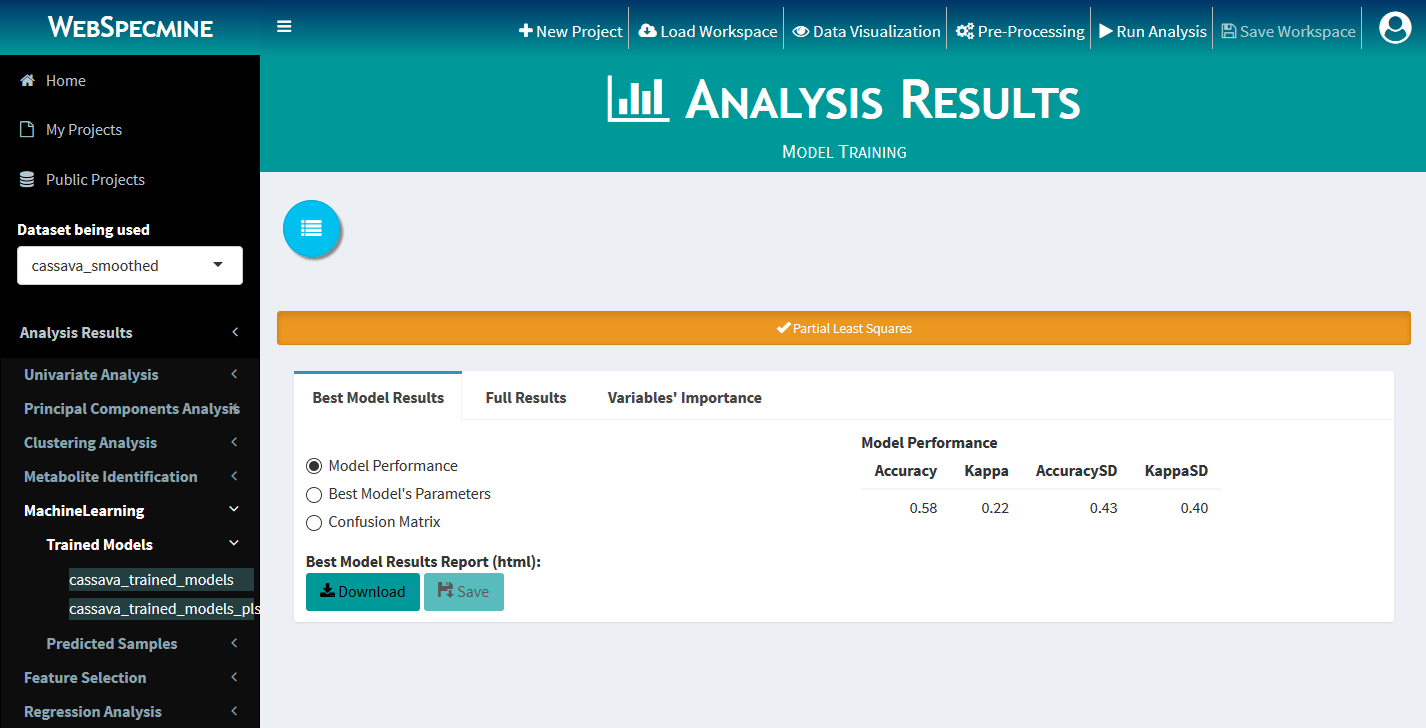 WEBSPECMINE
New Project
Load Workspace
Data Visualization
Pre-Processing
Run Analysis
Save Workspace
Home
My Projects
Public Projects
Dataset being used
cassava_smoothed
Analysis Results
Univariate Analysis
Principal Components Analysis
Clustering Analysis
Metabolite Identification
MachineLearning
Trained Models
cassava_trained_models
cassava_trained_models_pls
Predicted Samples
Feature Selection
Regression Analysis
ANALYSIS RESULTS
MODEL TRAINING
Partial Least Squares
Best Model Results
Full Results
Variables' Importance
Model Performance
Best Model's Parameters
Confusion Matrix
Best Model Results Report (html):
Download
Save
Model Performance
Accuracy Kappa AccuracySD KappaSD
0.58 0.22 0.43 0.40